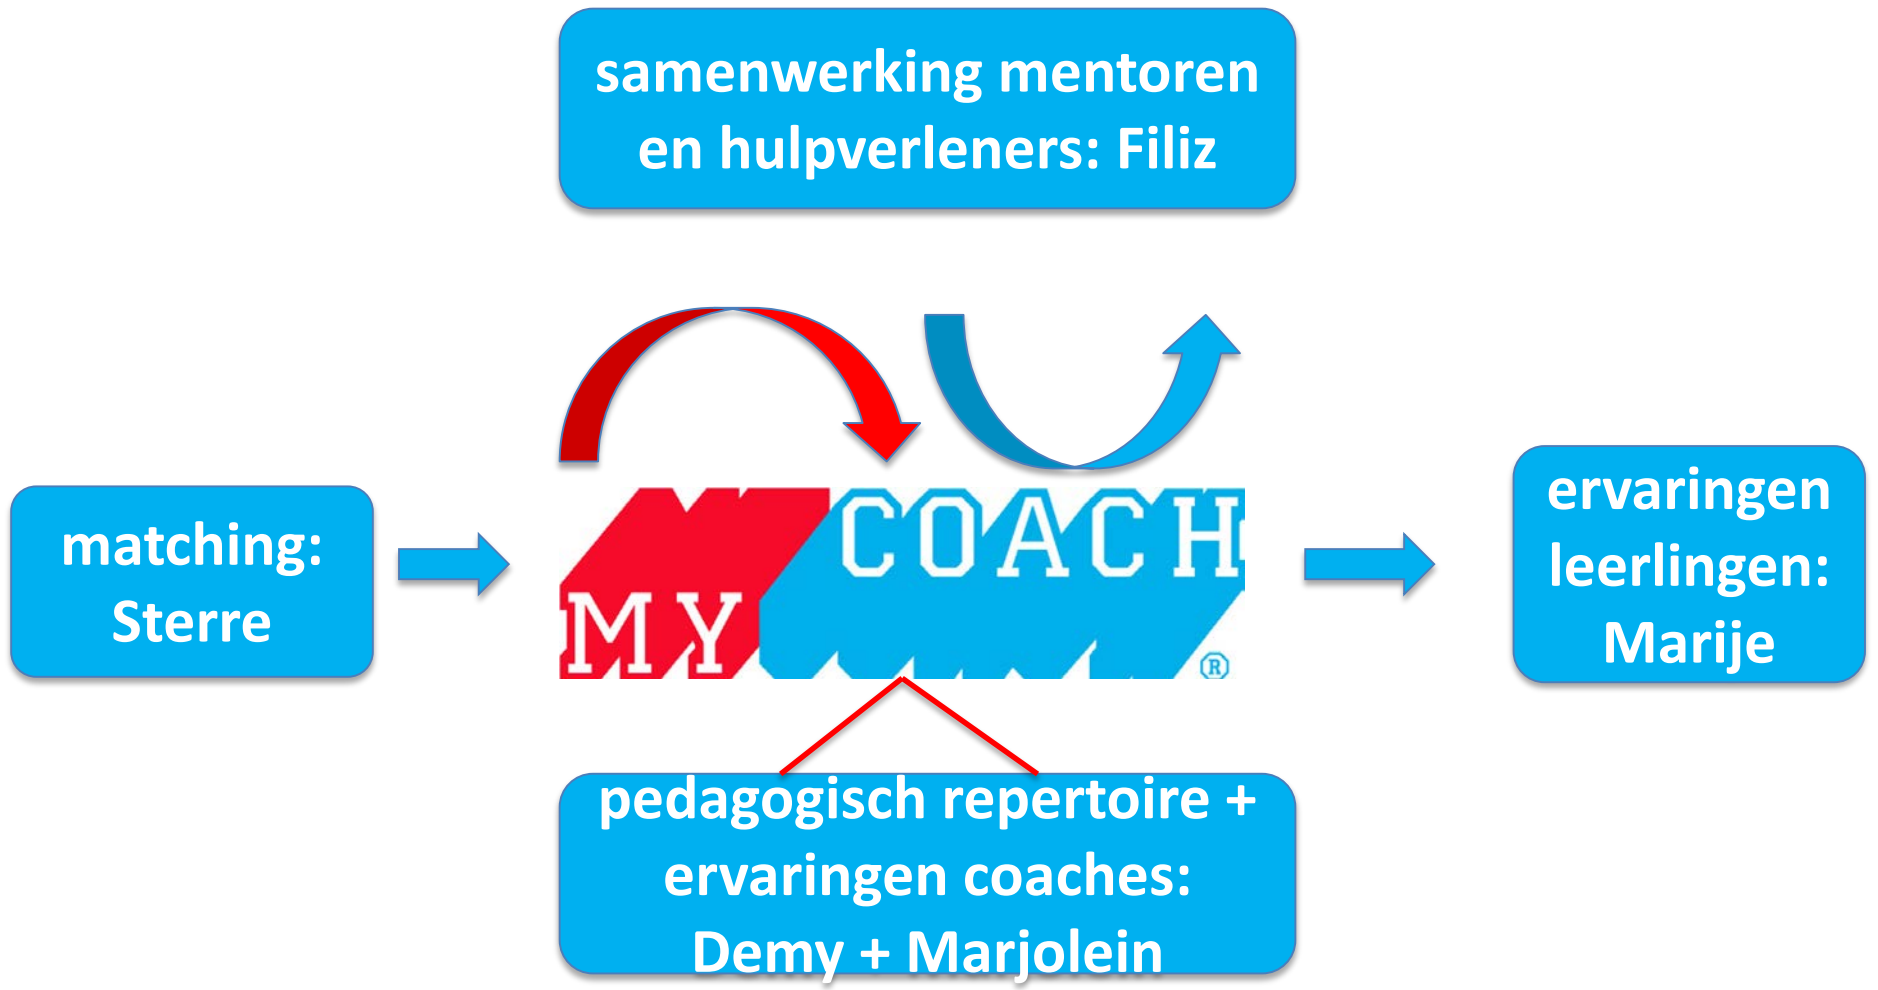 samenwerking mentoren
en hulpverleners: Filiz
matching:
Sterre
COACH
MY
®
ervaringen
leerlingen:
Marije
pedagogisch repertoire +
ervaringen coaches:
Demy + Marjolein